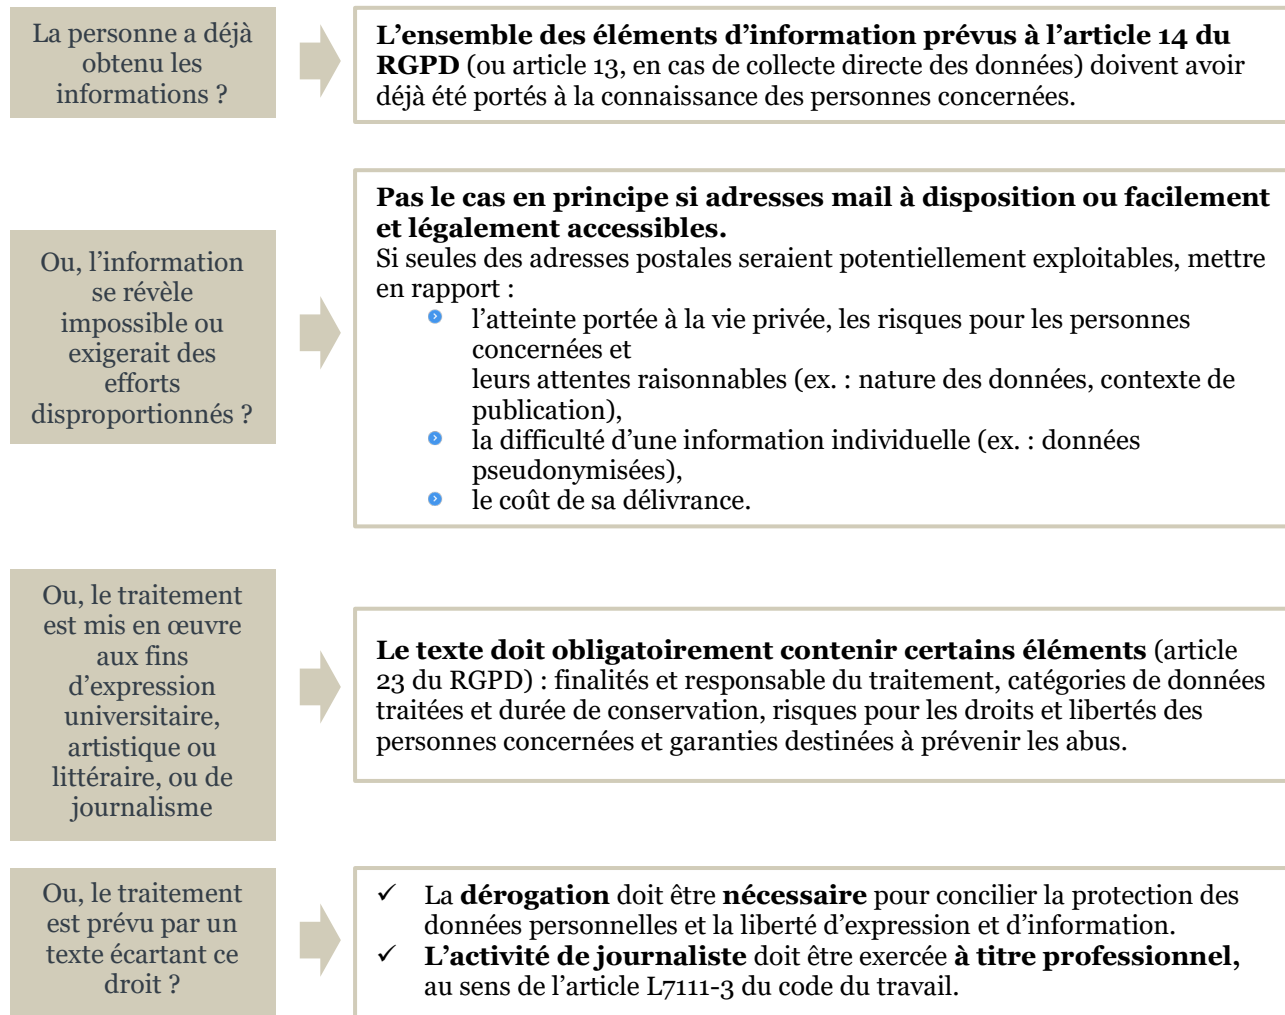 La personne a déjà
obtenu les
informations ?
L’ensemble des éléments d’information prévus à l’article 14 du
RGPD (ou article 13, en cas de collecte directe des données) doivent avoir
déjà été portés à la connaissance des personnes concernées.
Ou, l’information
se révèle
impossible ou
exigerait des
efforts
disproportionnés ?
Pas le cas en principe si adresses mail à disposition ou facilement
et légalement accessibles.
Si seules des adresses postales seraient potentiellement exploitables, mettre
en rapport :
l’atteinte portée à la vie privée, les risques pour les personnes
concernées et
leurs attentes raisonnables (ex. : nature des données, contexte de
publication),
la difficulté d’une information individuelle (ex. : données
pseudonymisées),
le coût de sa délivrance.
Ou, le traitement
est mis en œuvre
aux fins
d’expression
universitaire,
artistique ou
littéraire, ou de
journalisme
Le texte doit obligatoirement contenir certains éléments (article
23 du RGPD) : finalités et responsable du traitement, catégories de données
traitées et durée de conservation, risques pour les droits et libertés des
personnes concernées et garanties destinées à prévenir les abus.
Ou, le traitement
est prévu par un
texte écartant ce
droit ?
✓ La dérogation doit être nécessaire pour concilier la protection des
données personnelles et la liberté d’expression et d’information.
✓ L’activité de journaliste doit être exercée à titre professionnel,
au sens de l’article L7111-3 du code du travail.